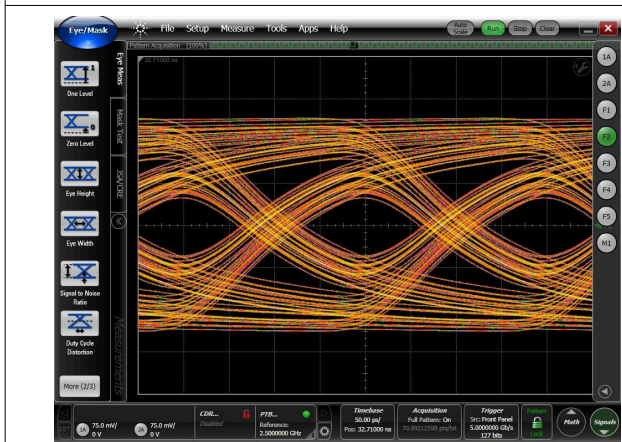 Eye/Mask
File Setup Measure Tools Apps Help
Auto Scale
Run
Stop
Clear
Pattern Acquisition (100%)
32.71000 ns
Eye Meas
Mask Test
JSA/CRE
Measurements
One Level
Zero Level
Eye Height
Eye Width
Signal to Noise
Ratio
Duty Cycle
Distortion
More (2/3)
1A
2A
F1
F2
F3
F4
F5
M1
1A 75.0 mV/
0 V
2A 75.0 mV/
0 V
CDR...
Disabled
PTB...
Reference:
2.5000000 GHz
Timebase
50.00 ps/
Pos: 32.71000 ns
Acquisition
Full Pattern: On
70.99212598 pts/bit
Trigger
Src: Front Panel
5.0000000 Gb/s
127 bits
Pattern
Lock
Math
Signals